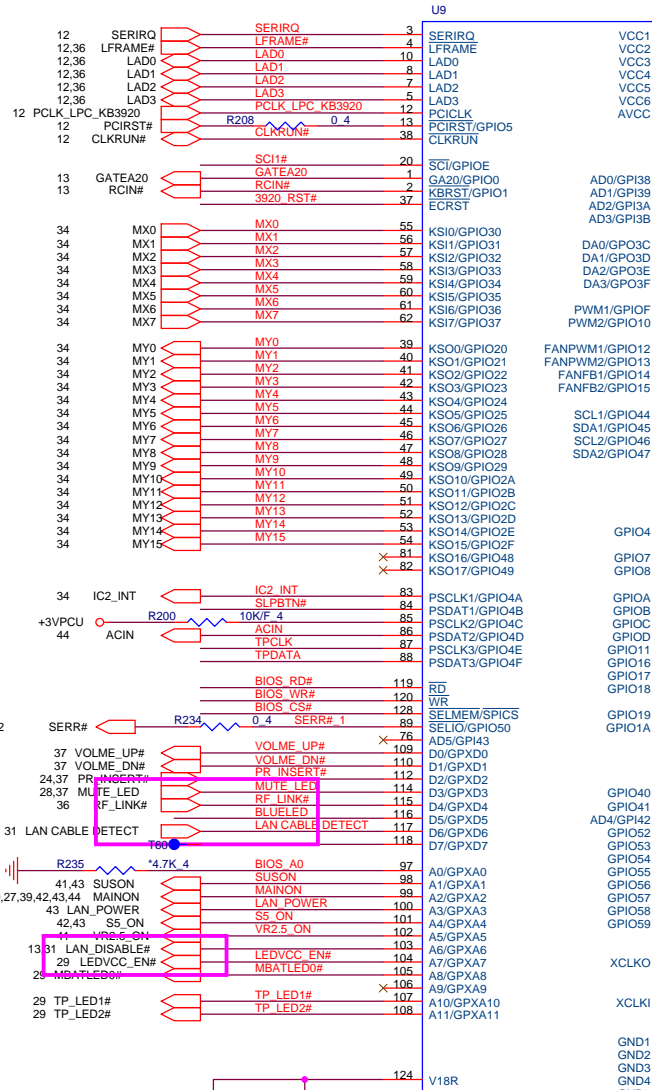 U9
12 SERIRQ SERIRQ 3 SERIRQ VCC1
12,36 LFRAME# LFRAME# 4 LFRAME VCC2
12,36 LAD0 LAD0 10 LAD0 VCC3
12,36 LAD1 LAD1 8 LAD1 VCC4
12,36 LAD2 LAD2 7 LAD2 VCC5
12,36 LAD3 LAD3 5 LAD3 VCC6
12 PCLK_LPC_KB3920 PCLK_LPC_KB3920 12 PCICLK AVCC
12 PCIRST# R208 0_4 13 PCIRST/GPIO5
12 CLKRUN# CLKRUN# 38 CLKRUN
SCI1# 20 SCI/GPIOE
13 GATEA20 GATEA20 1 GA20/GPIO0 AD0/GPI38
13 RCIN# RCIN# 2 KBRST/GPIO1 AD1/GPI39
3920_RST# 37 ECRST AD2/GPI3A
AD3/GPI3B
34 MX0 MX0 55 KSI0/GPIO30
34 MX1 MX1 56 KSI1/GPIO31 DA0/GPO3C
34 MX2 MX2 57 KSI2/GPIO32 DA1/GPO3D
34 MX3 MX3 58 KSI3/GPIO33 DA2/GPO3E
34 MX4 MX4 59 KSI4/GPIO34 DA3/GPO3F
34 MX5 MX5 60 KSI5/GPIO35
34 MX6 MX6 61 KSI6/GPIO36 PWM1/GPIOF
34 MX7 MX7 62 KSI7/GPIO37 PWM2/GPIO10
34 MY0 MY0 39 KSO0/GPIO20 FANPWM1/GPIO12
34 MY1 MY1 40 KSO1/GPIO21 FANPWM2/GPIO13
34 MY2 MY2 41 KSO2/GPIO22 FANFB1/GPIO14
34 MY3 MY3 42 KSO3/GPIO23 FANFB2/GPIO15
34 MY4 MY4 43 KSO4/GPIO24
34 MY5 MY5 44 KSO5/GPIO25 SCL1/GPIO44
34 MY6 MY6 45 KSO6/GPIO26 SDA1/GPIO45
34 MY7 MY7 46 KSO7/GPIO27 SCL2/GPIO46
34 MY8 MY8 47 KSO8/GPIO28 SDA2/GPIO47
34 MY9 MY9 48 KSO9/GPIO29
34 MY10 MY10 49 KSO10/GPIO2A
34 MY11 MY11 50 KSO11/GPIO2B
34 MY12 MY12 51 KSO12/GPIO2C
34 MY13 MY13 52 KSO13/GPIO2D
34 MY14 MY14 53 KSO14/GPIO2E GPIO4
34 MY15 MY15 54 KSO15/GPIO2F
81 KSO16/GPIO48 GPIO7
82 KSO17/GPIO49 GPIO8
34 IC2_INT IC2_INT 83 PSCLK1/GPIO4A GPIOA
SLPBTN# 84 PSDAT1/GPIO4B GPIOB
+3VPCU R200 10K/F_4 85 PSCLK2/GPIO4C GPIOC
44 ACIN ACIN 86 PSDAT2/GPIO4D GPIOD
TPCLK 87 PSCLK3/GPIO4E GPIO11
TPDATA 88 PSDAT3/GPIO4F GPIO16
GPIO17
BIOS_RD# 119 RD GPIO18
BIOS_WR# 120 WR
BIOS_CS# 128 SELMEM/SPICS GPIO19
2 SERR# R234 0_4 SERR#_1 89 SELIO/GPIO50 GPIO1A
76 AD5/GPI43
37 VOLME_UP# VOLME_UP# 109 D0/GPXD0
37 VOLME_DN# VOLME_DN# 110 D1/GPXD1
24,37 PR_INSERT# PR_INSERT# 112 D2/GPXD2
28,37 MUTE_LED MUTE_LED 114 D3/GPXD3 GPIO40
36 RF_LINK# RF_LINK# 115 D4/GPXD4 GPIO41
BLUELED 116 D5/GPXD5 AD4/GPI42
31 LAN CABLE DETECT LAN CABLE DETECT 117 D6/GPXD6 GPIO52
T60 118 D7/GPXD7 GPIO53
GPIO54
R235 *4.7K_4 BIOS_A0 97 A0/GPXA0 GPIO55
41,43 SUSON SUSON 98 A1/GPXA1 GPIO56
,27,39,42,43,44 MAINON MAINON 99 A2/GPXA2 GPIO57
43 LAN_POWER LAN_POWER 100 A3/GPXA3 GPIO58
42,43 S5_ON S5_ON 101 A4/GPXA4 GPIO59
41 VR2.5_ON VR2.5_ON 102 A5/GPXA5
13,31 LAN_DISABLE# 103 A6/GPXA6
29 LEDVCC_EN# LEDVCC_EN# 104 A7/GPXA7 XCLKO
29 MBATLED0# MBATLED0# 105 A8/GPXA8
106 A9/GPXA9
29 TP_LED1# TP_LED1# 107 A10/GPXA10 XCLKI
29 TP_LED2# TP_LED2# 108 A11/GPXA11
GND1
GND2
GND3
124 V18R GND4